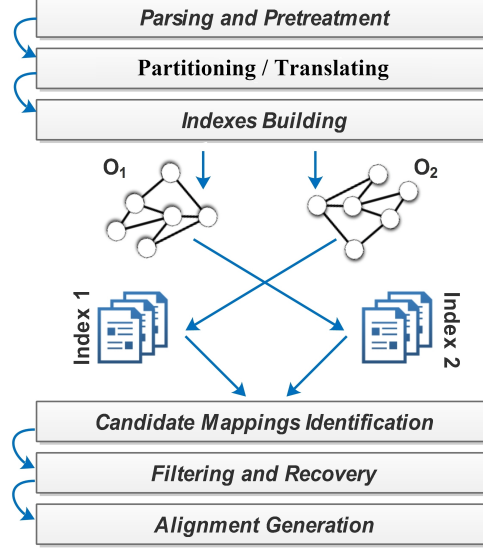 Parsing and Pretreatment
Partitioning / Translating
Indexes Building
O₁
O₂
Index 1
Index 2
Candidate Mappings Identification
Filtering and Recovery
Alignment Generation